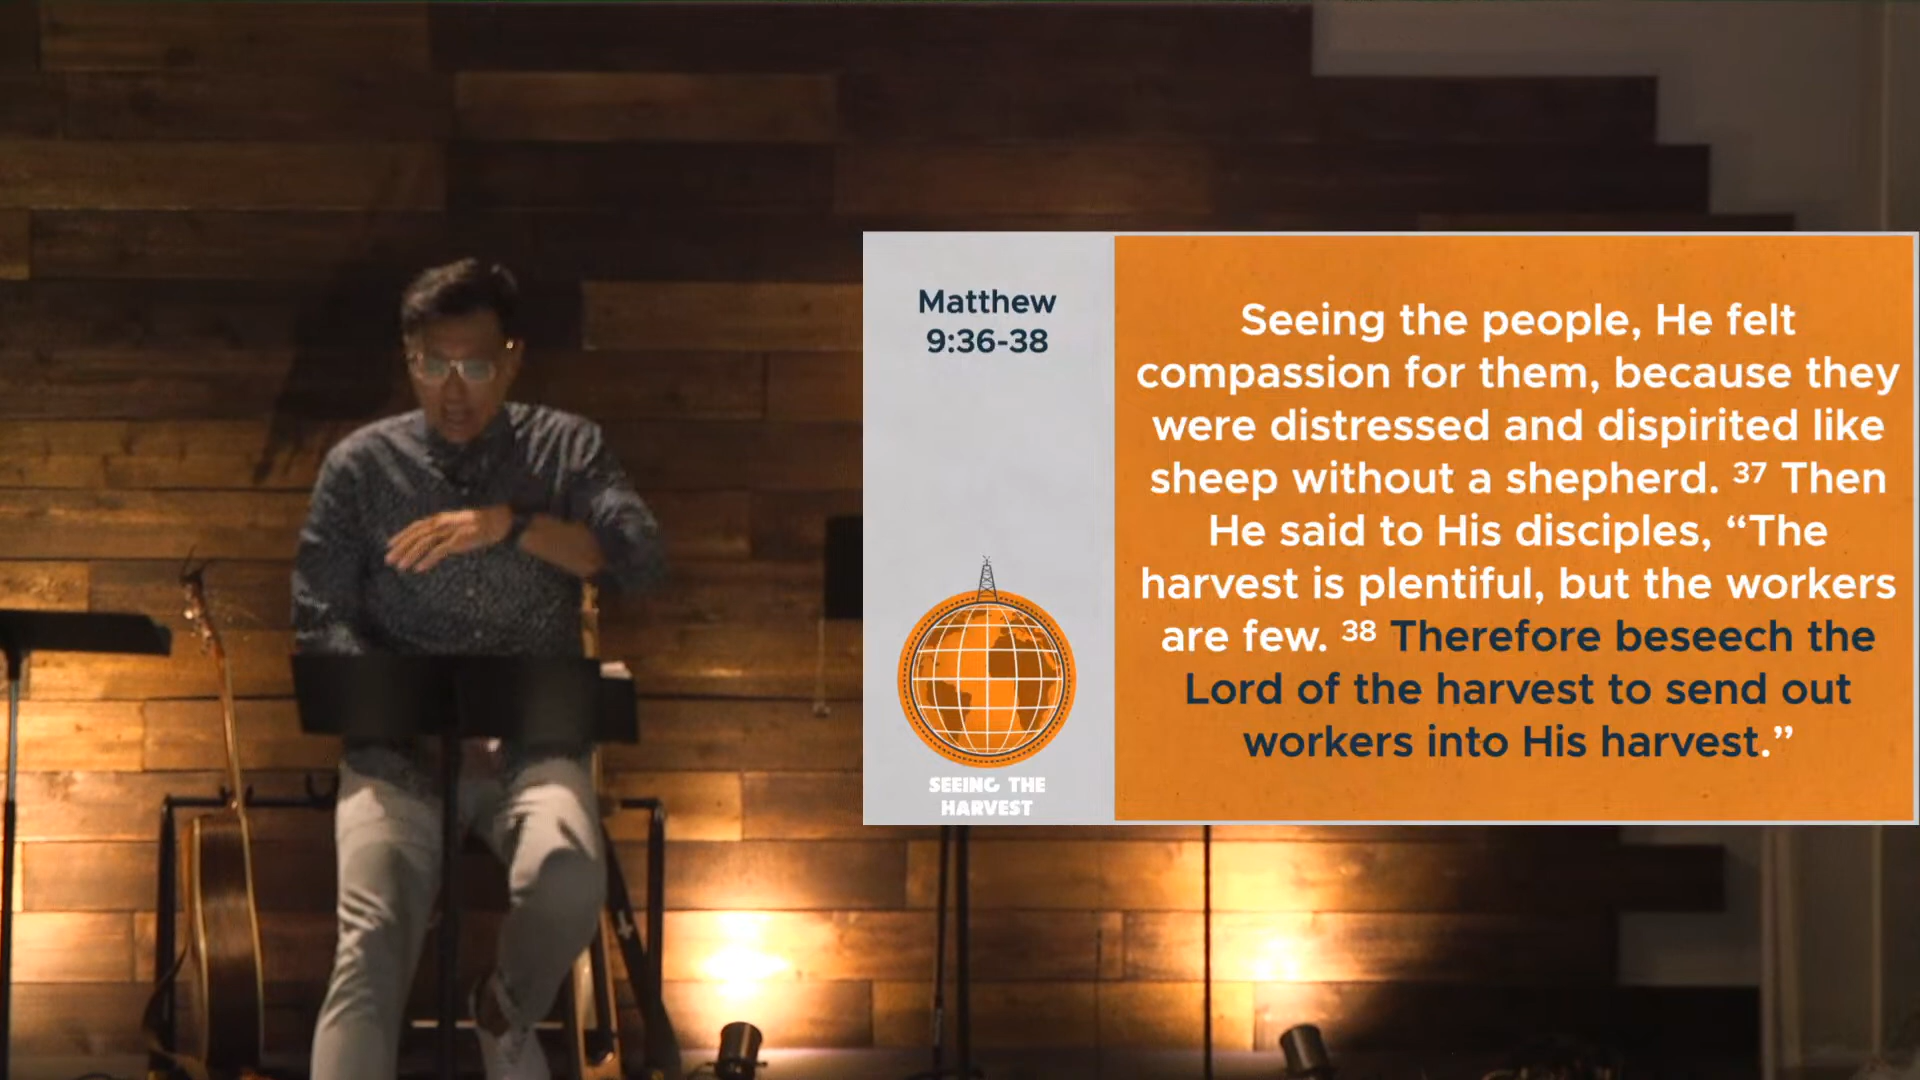 Matthew
9:36-38
Seeing the people, He felt
compassion for them, because they
were distressed and dispirited like
sheep without a shepherd. ³⁷ Then
He said to His disciples, “The
harvest is plentiful, but the workers
are few. ³⁸ Therefore beseech the
Lord of the harvest to send out
workers into His harvest.”
SEEING THE
HARVEST